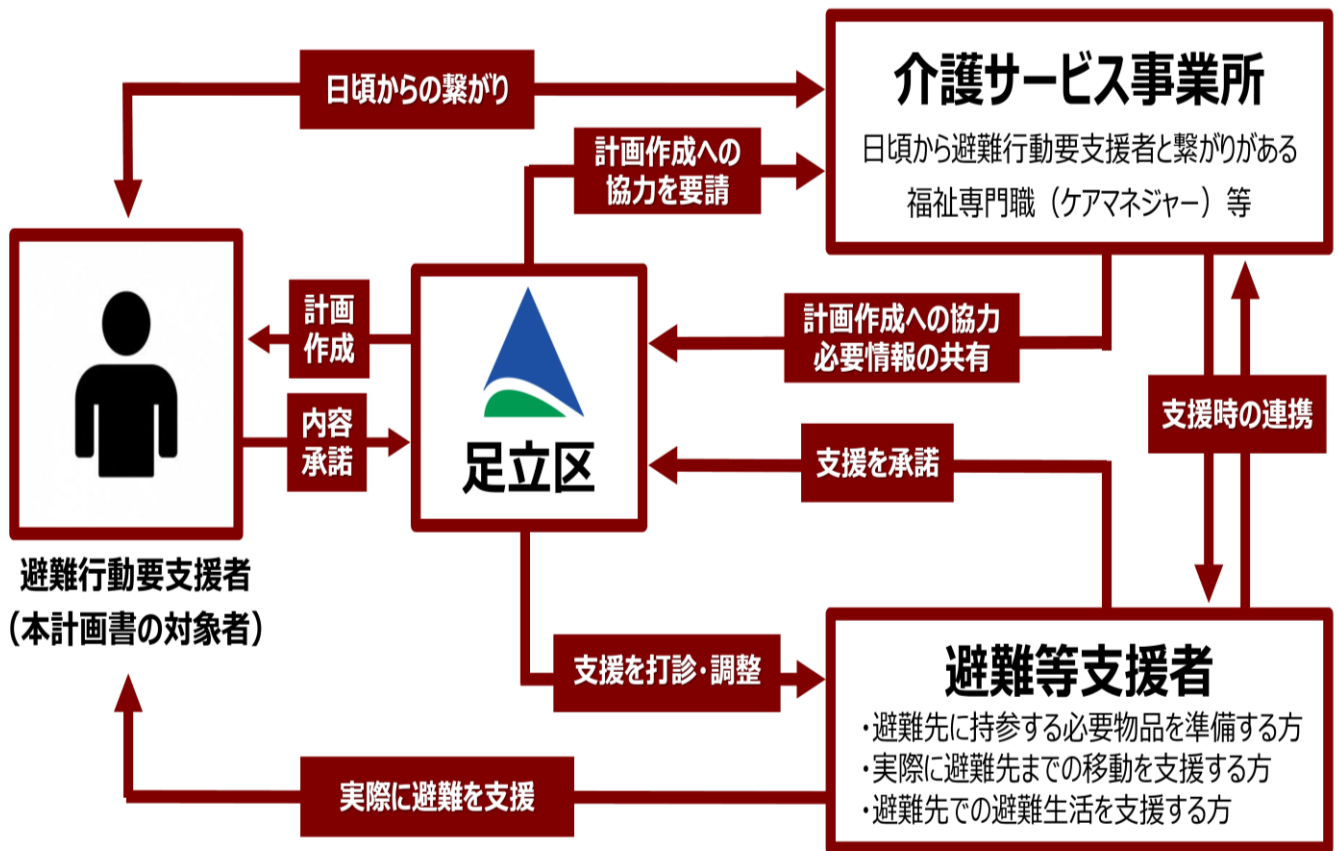 日頃からの繋がり
介護サービス事業所
日頃から避難行動要支援者と繋がりがある
福祉専門職（ケアマネジャー）等
計画作成への
協力を要請
計画
作成
内容
承諾
足立区
計画作成への協力
必要情報の共有
支援時の連携
支援を承諾
避難行動要支援者
（本計画書の対象者）
支援を打診・調整
避難等支援者
・避難先に持参する必要物品を準備する方
・実際に避難先までの移動を支援する方
・避難先での避難生活を支援する方
実際に避難を支援